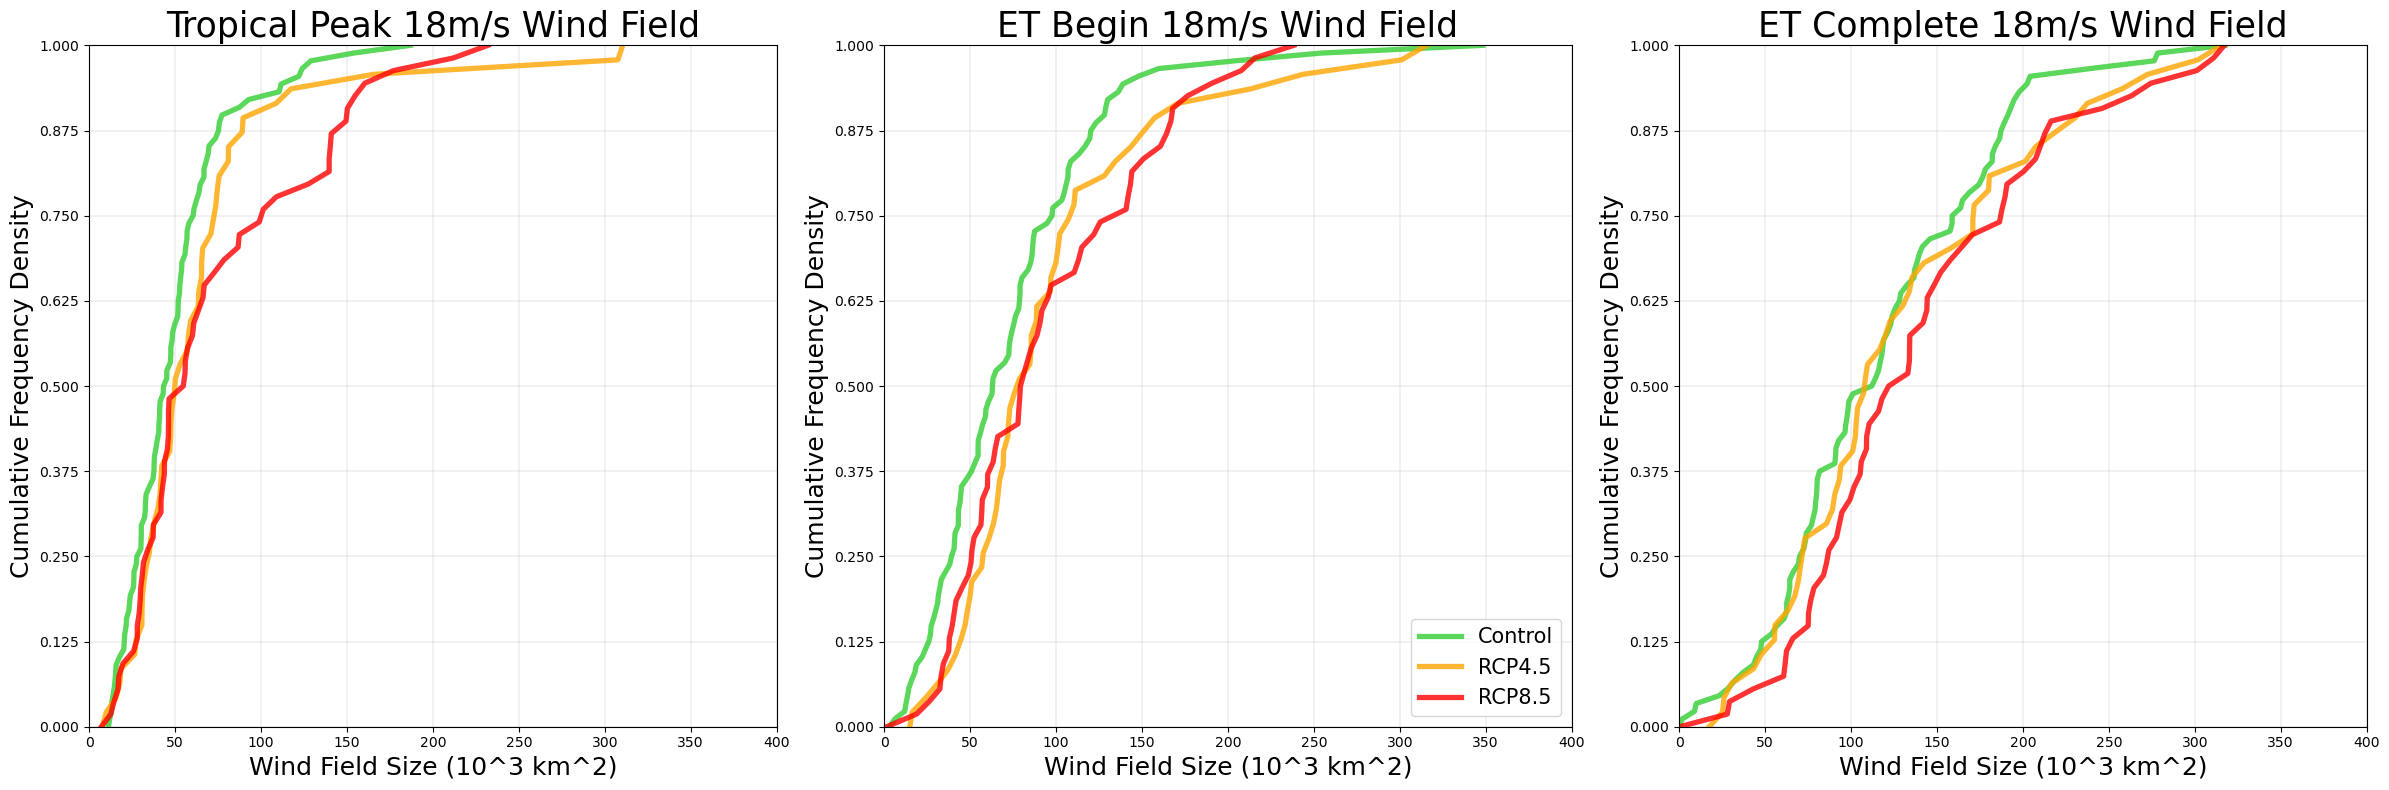 Tropical Peak 18m/s Wind Field
1.000
0.875
0.750
0.625
0.500
0.375
0.250
0.125
0.000
Cumulative Frequency Density
0 50 100 150 200 250 300 350 400
Wind Field Size (10^3 km^2)
ET Begin 18m/s Wind Field
1.000
0.875
0.750
0.625
0.500
0.375
0.250
0.125
0.000
Cumulative Frequency Density
Control
RCP4.5
RCP8.5
0 50 100 150 200 250 300 350 400
Wind Field Size (10^3 km^2)
ET Complete 18m/s Wind Field
1.000
0.875
0.750
0.625
0.500
0.375
0.250
0.125
0.000
Cumulative Frequency Density
0 50 100 150 200 250 300 350 400
Wind Field Size (10^3 km^2)